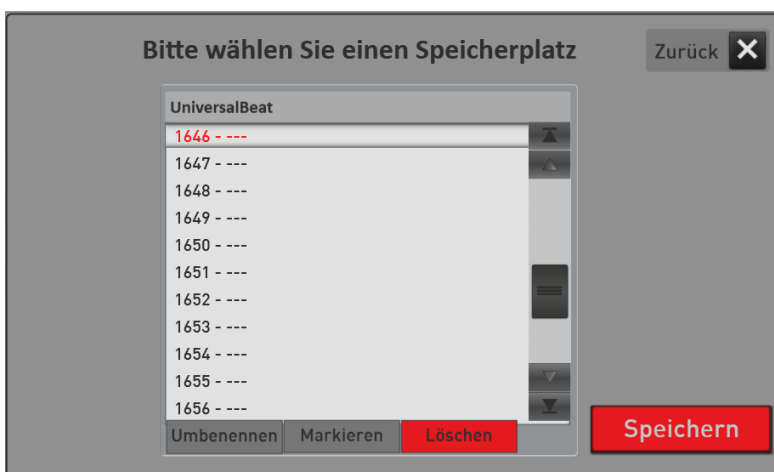 Bitte wählen Sie einen Speicherplatz
Zurück
UniversalBeat
1646 - ---
1647 - ---
1648 - ---
1649 - ---
1650 - ---
1651 - ---
1652 - ---
1653 - ---
1654 - ---
1655 - ---
1656 - ---
Umbenennen Markieren Löschen
Speichern